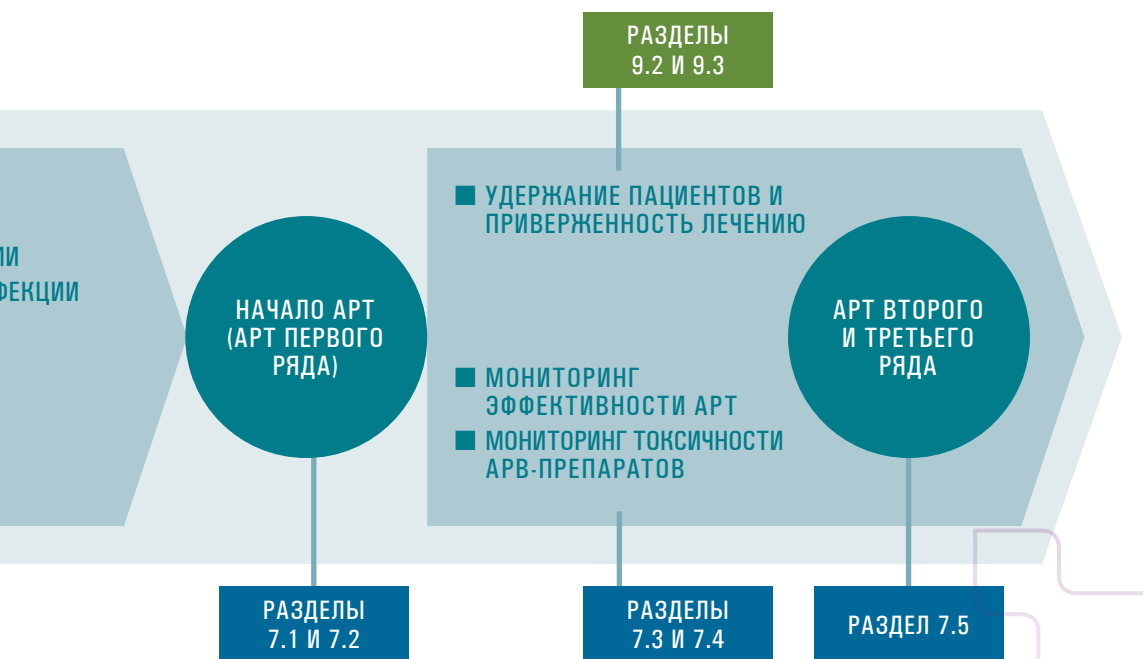 РАЗДЕЛЫ
9.2 И 9.3
■ УДЕРЖАНИЕ ПАЦИЕНТОВ И
ПРИВЕРЖЕННОСТЬ ЛЕЧЕНИЮ
ИИ
ФЕКЦИИ
НАЧАЛО АРТ
(АРТ ПЕРВОГО
РЯДА)
АРТ ВТОРОГО
И ТРЕТЬЕГО
РЯДА
■ МОНИТОРИНГ
ЭФФЕКТИВНОСТИ АРТ
■ МОНИТОРИНГ ТОКСИЧНОСТИ
АРВ-ПРЕПАРАТОВ
РАЗДЕЛЫ
7.1 И 7.2
РАЗДЕЛЫ
7.3 И 7.4
РАЗДЕЛ 7.5